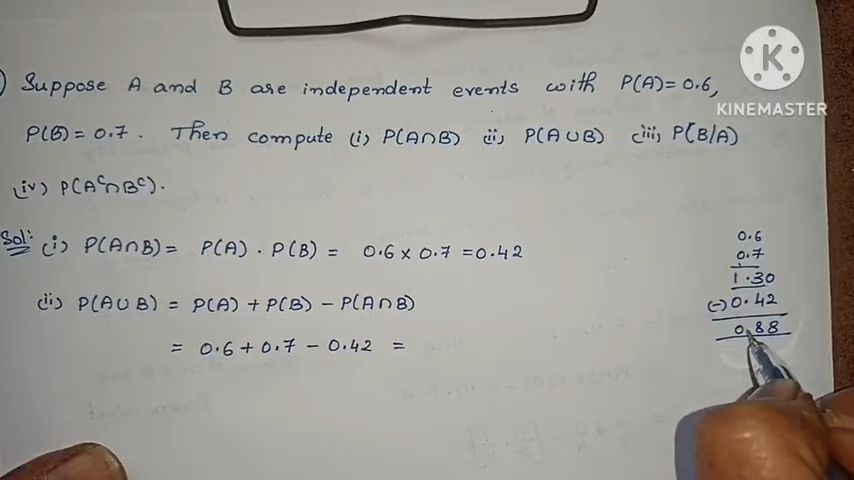 ) Suppose A and B are independent events with P(A) = 0.6,
P(B) = 0.7. Then compute (i) P(A∩B) (ii) P(A∪B) (iii) P(B/A)
(iv) P(Aᶜ∩Bᶜ).
Sol: (i) P(A∩B) = P(A) . P(B) = 0.6 × 0.7 = 0.42
(ii) P(A∪B) = P(A) + P(B) - P(A∩B)
= 0.6 + 0.7 - 0.42 =
0.6
0.7
1.30
(-) 0.42
0.88
K
KINEMASTER